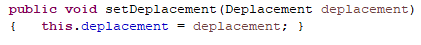 public void setDeplacement(Deplacement deplacement)
{   this.deplacement = deplacement; }